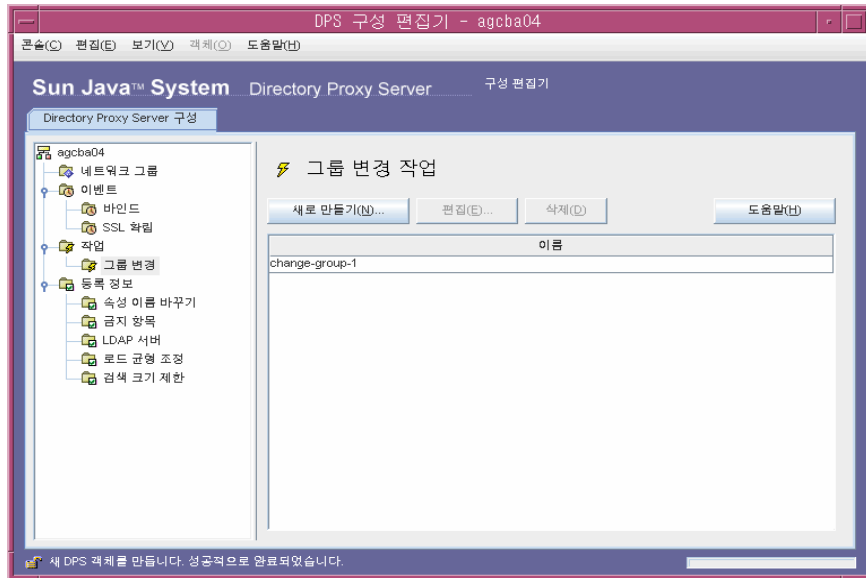 DPS 구성 편집기 - agcba04
콘솔(C) 편집(E) 보기(V) 객체(O) 도움말(H)
Sun Java™ System Directory Proxy Server 구성 편집기
Directory Proxy Server 구성
agcba04
네트워크 그룹
이벤트
바인드
SSL 확립
작업
그룹 변경
등록 정보
속성 이름 바꾸기
금지 항목
LDAP 서버
로드 균형 조정
검색 크기 제한
그룹 변경 작업
새로 만들기(N)... 편집(E)... 삭제(D) 도움말(H)
이름
change-group-1
새 DPS 객체를 만듭니다. 성공적으로 완료되었습니다.